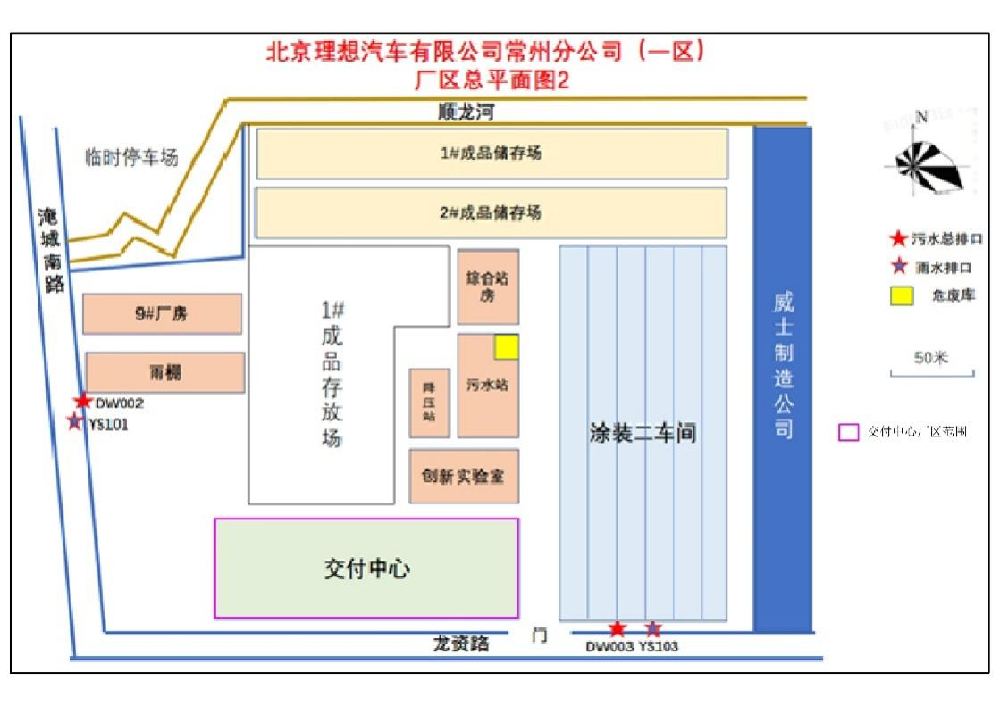 北京理想汽车有限公司常州分公司（一区）
厂区总平面图2
顺龙河
临时停车场
1#成品储存场
2#成品储存场
N
淹城南路
9#厂房
雨棚
DW002
YS101
1#成品存放场
综合站房
污水站
降压站
创新实验室
涂装二车间
威士制造公司
污水总排口
雨水排口
危废库
50米
交付中心厂区范围
交付中心
龙资路
门
DW003 YS103